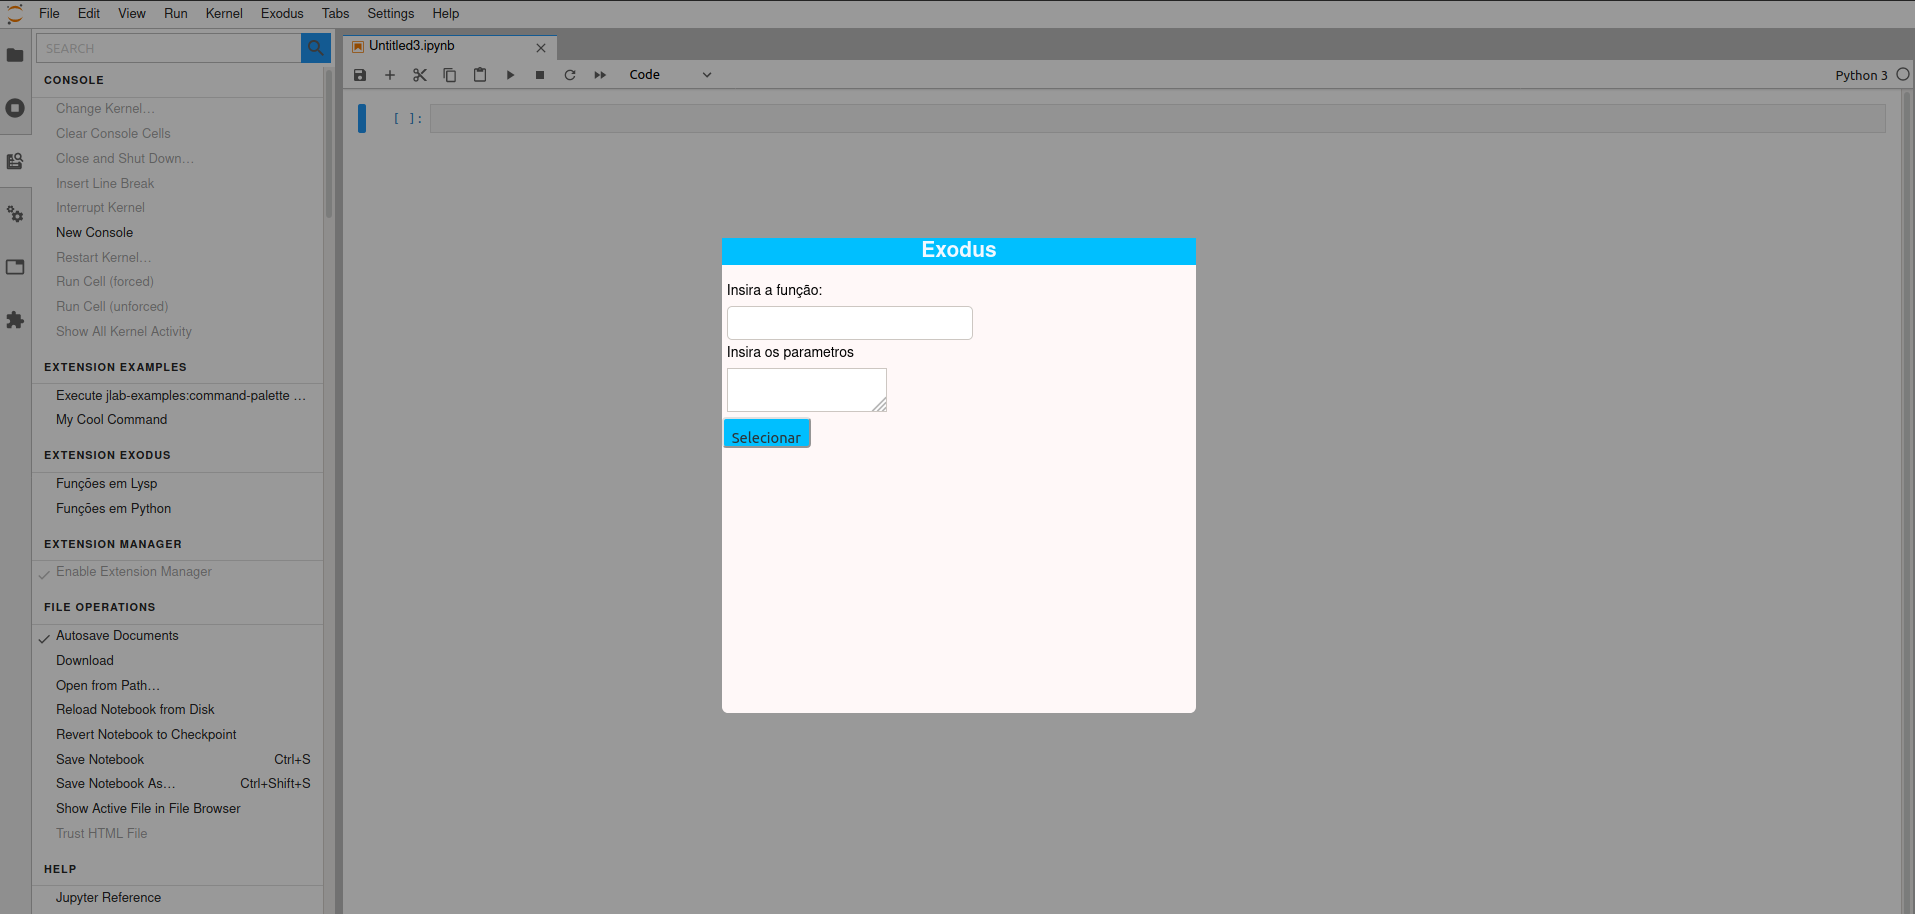 File Edit View Run Kernel Exodus Tabs Settings Help
SEARCH
CONSOLE
Change Kernel…
Clear Console Cells
Close and Shut Down…
Insert Line Break
Interrupt Kernel
New Console
Restart Kernel…
Run Cell (forced)
Run Cell (unforced)
Show All Kernel Activity
EXTENSION EXAMPLES
Execute jlab-examples:command-palette …
My Cool Command
EXTENSION EXODUS
Funções em Lysp
Funções em Python
EXTENSION MANAGER
Enable Extension Manager
FILE OPERATIONS
Autosave Documents
Download
Open from Path…
Reload Notebook from Disk
Revert Notebook to Checkpoint
Save Notebook Ctrl+S
Save Notebook As… Ctrl+Shift+S
Show Active File in File Browser
Trust HTML File
HELP
Jupyter Reference
Untitled3.ipynb
Code
Python 3
[ ]:
Exodus
Insira a função:
Insira os parametros
Selecionar